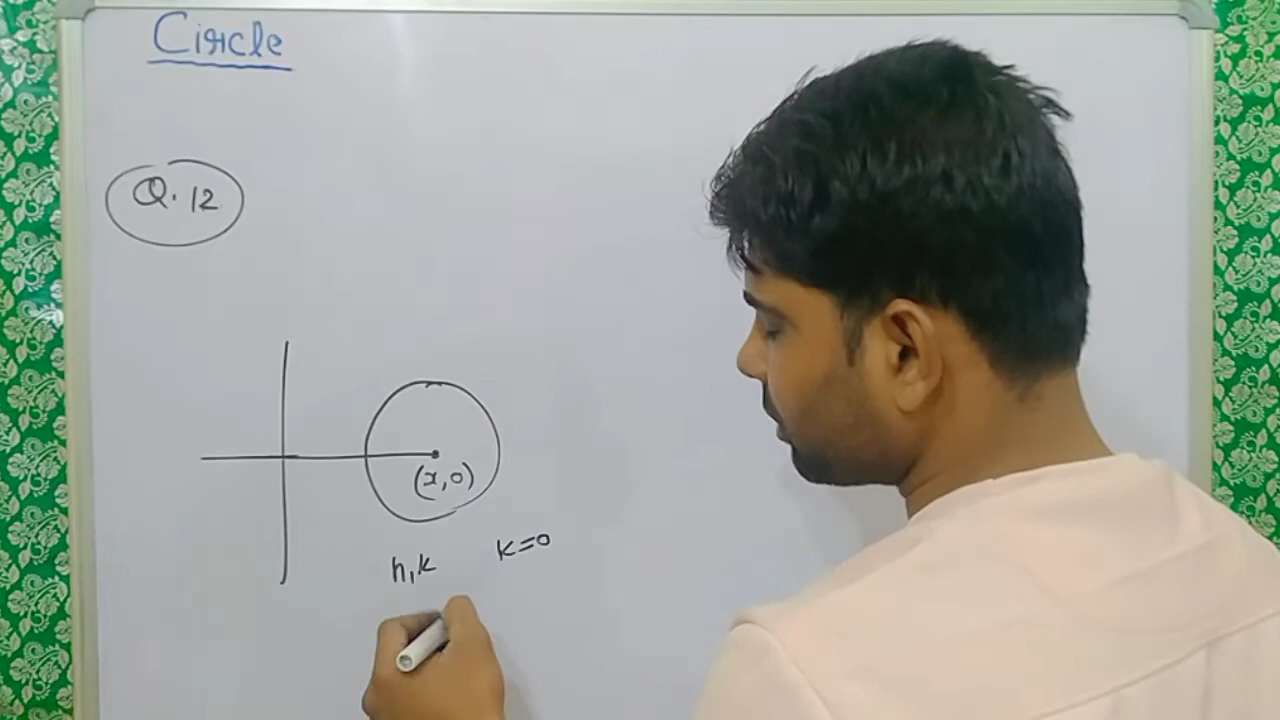 Circle
Q. 12
(x,0)
h,k
k=0